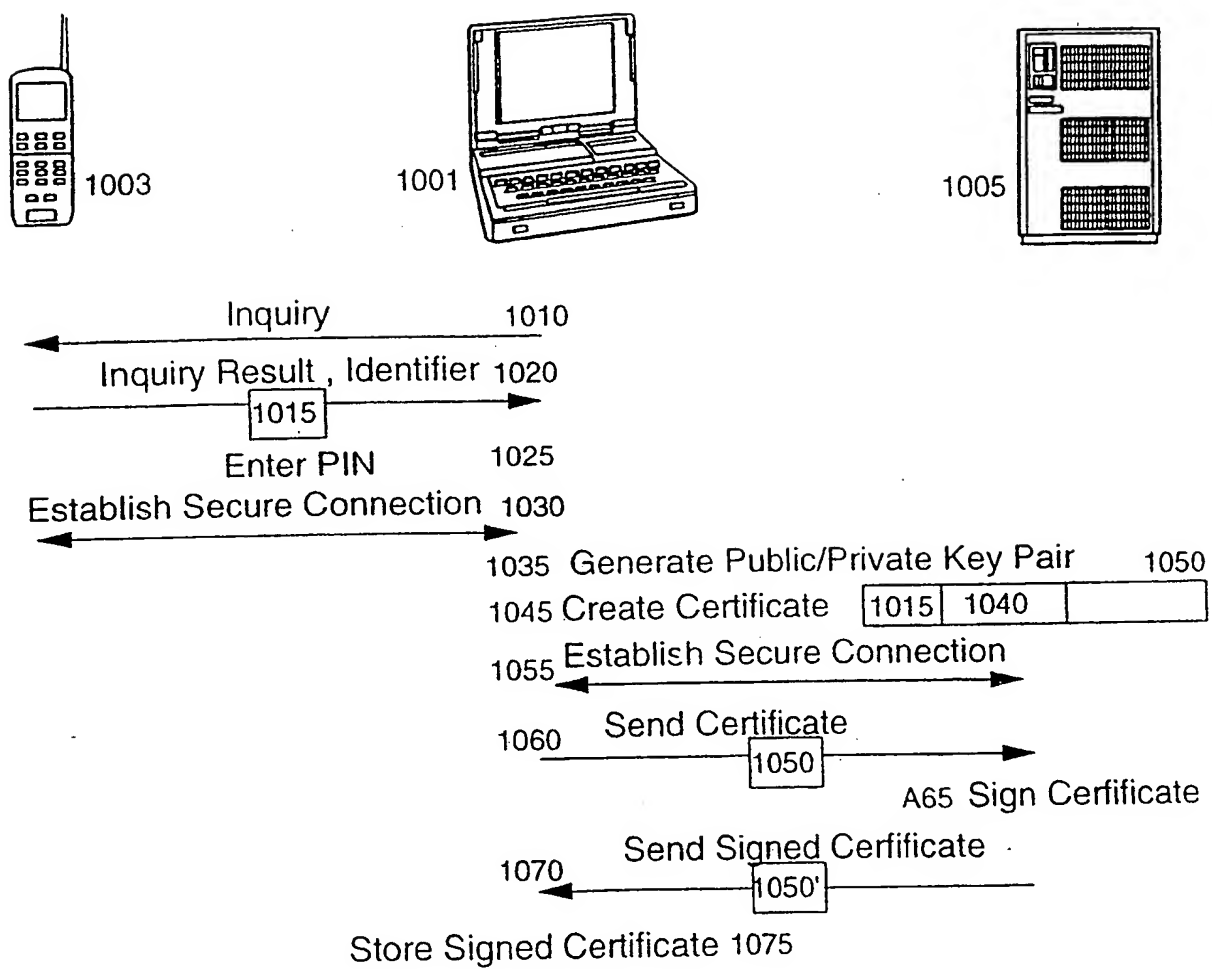 1003
1001
1005
Inquiry 1010
Inquiry Result , Identifier 1020
1015
Enter PIN 1025
Establish Secure Connection 1030
1035 Generate Public/Private Key Pair 1050
1045 Create Certificate 1015 1040
1055 Establish Secure Connection
1060 Send Certificate
1050
A65 Sign Cerfificate
Send Signed Cerfificate
1070
1050'
Store Signed Certificate 1075